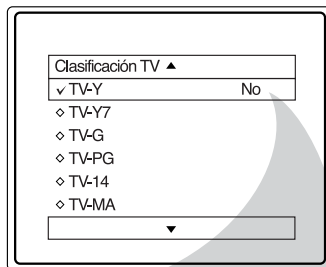 Clasificación TV ▲
✓ TV-Y No
◇ TV-Y7
◇ TV-G
◇ TV-PG
◇ TV-14
◇ TV-MA
▼